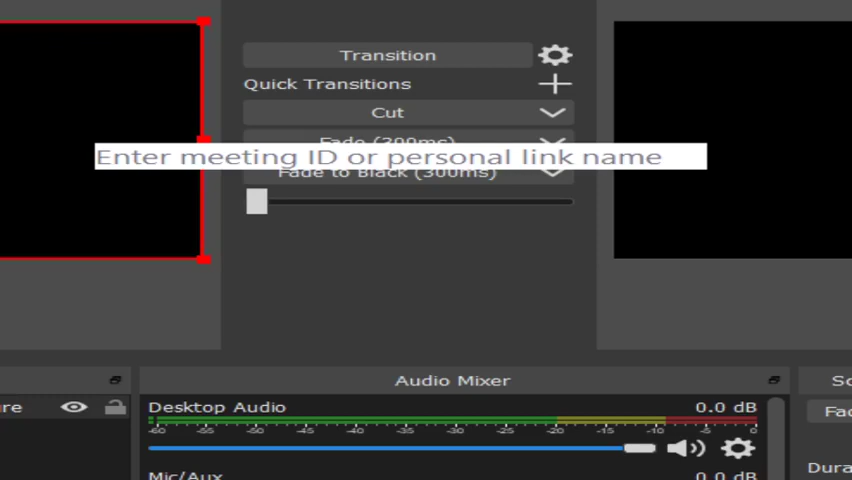 Transition
Quick Transitions
Cut
Fade (300ms)
Enter meeting ID or personal link name
Fade to Black (300ms)
Audio Mixer
Desktop Audio 0.0 dB
-60 -55 -50 -45 -40 -35 -30 -25 -20 -15 -10 -5 0
Mic/Aux 0.0 dB